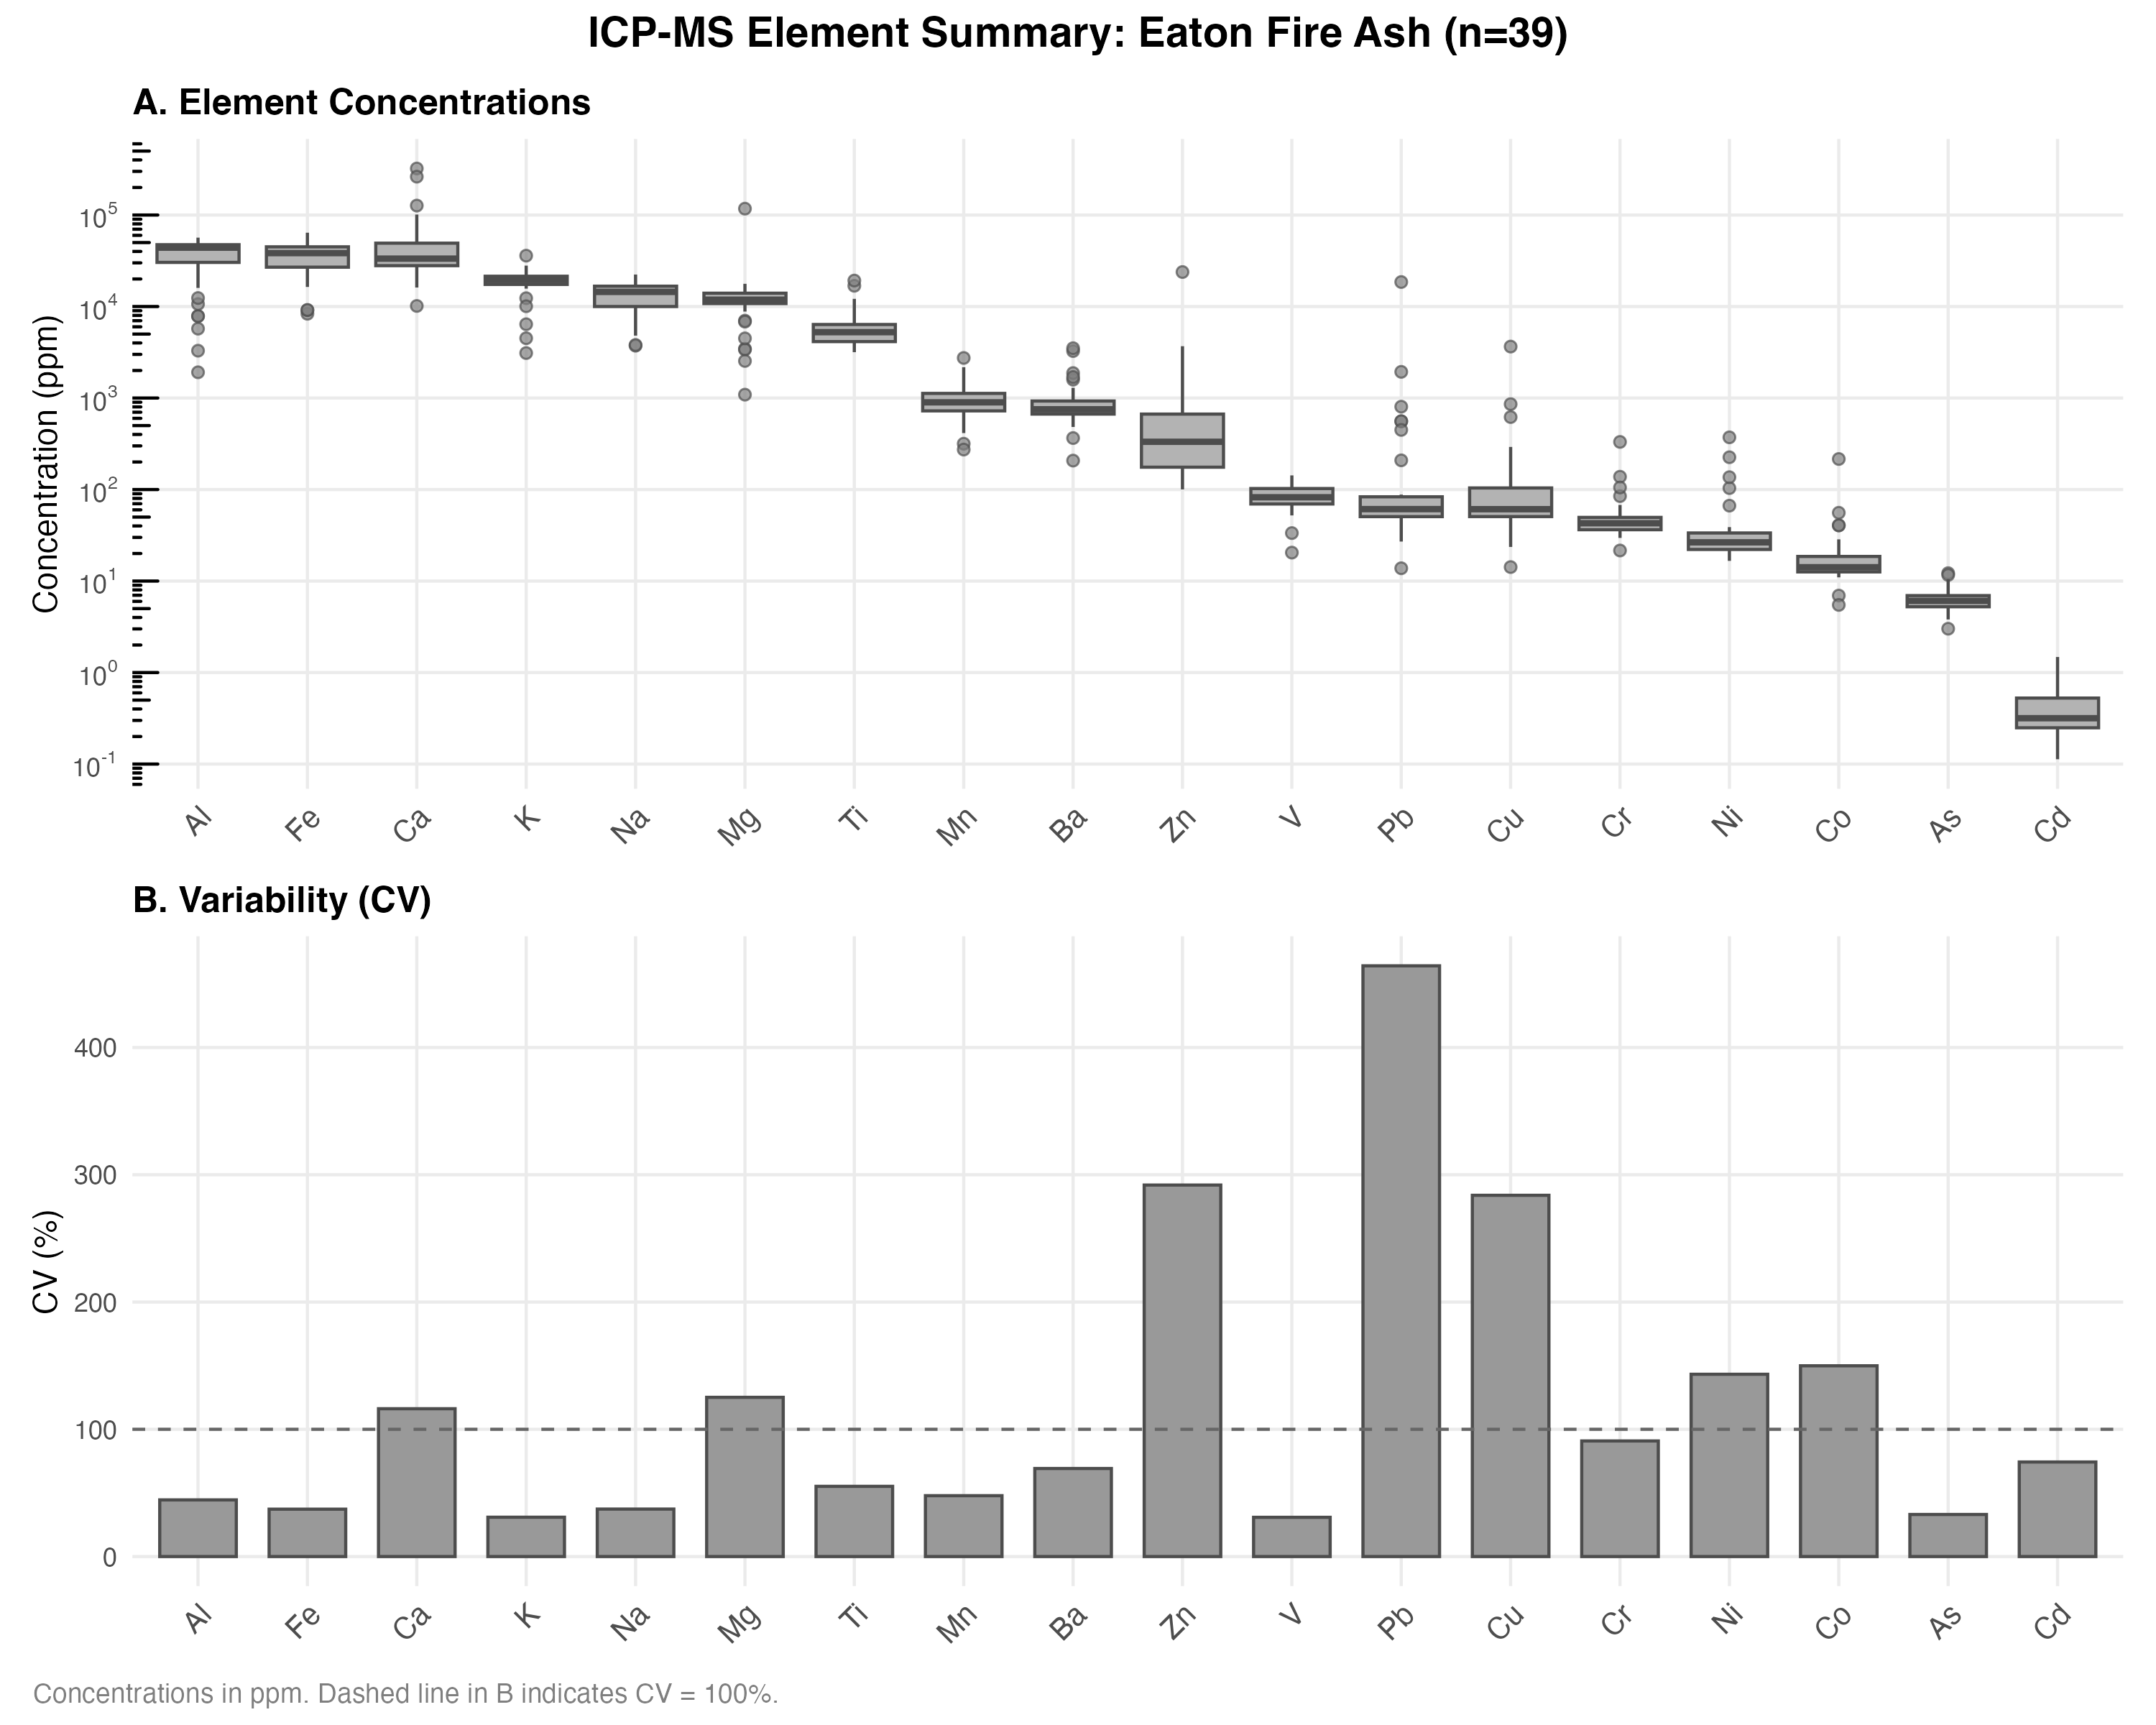 ICP-MS Element Summary: Eaton Fire Ash (n=39)
A. Element Concentrations
Concentration (ppm)
10^5
10^4
10^3
10^2
10^1
10^0
10^-1
Al Fe Ca K Na Mg Ti Mn Ba Zn V Pb Cu Cr Ni Co As Cd
B. Variability (CV)
CV (%)
400
300
200
100
0
Al Fe Ca K Na Mg Ti Mn Ba Zn V Pb Cu Cr Ni Co As Cd
Concentrations in ppm. Dashed line in B indicates CV = 100%.